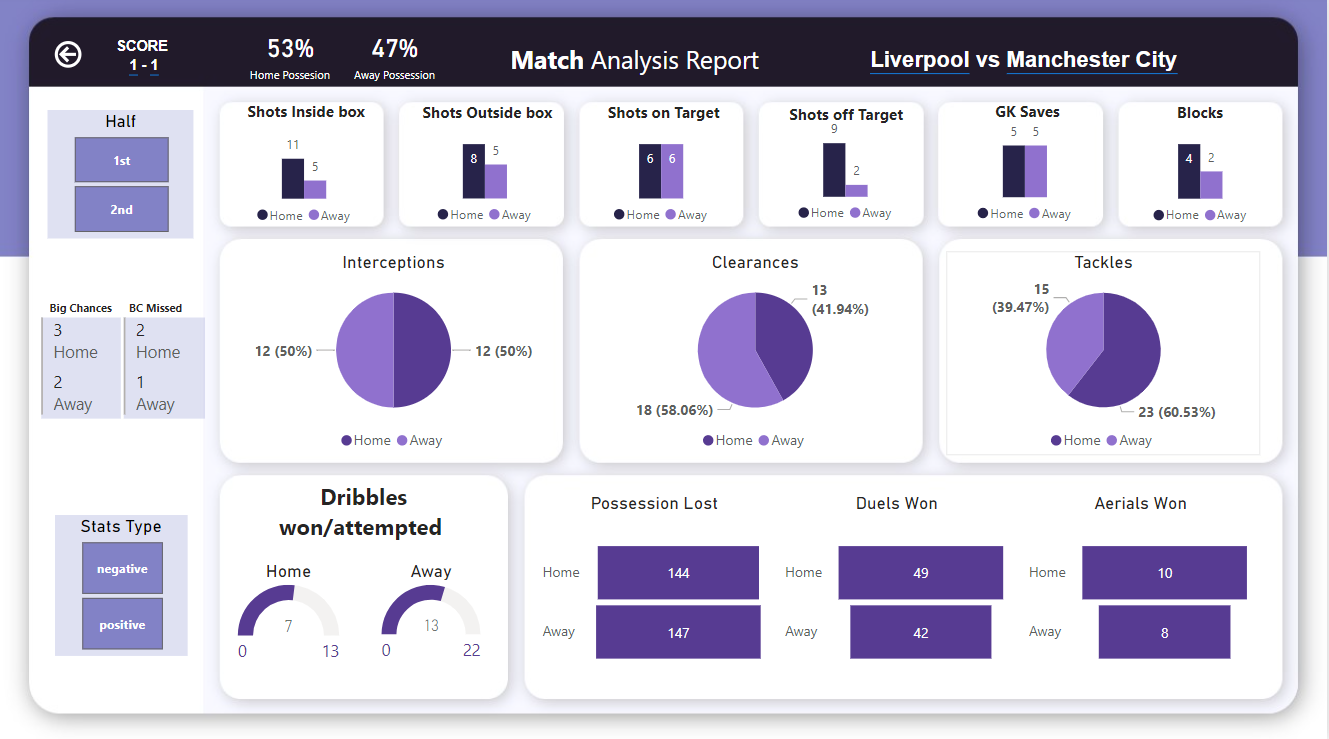 SCORE
1 - 1
53%
Home Possesion
47%
Away Possession
Match Analysis Report
Liverpool vs Manchester City
Half
1st
2nd
Big Chances
3
Home
2
Away
BC Missed
2
Home
1
Away
Stats Type
negative
positive
Shots Inside box
11
5
Home Away
Shots Outside box
8
5
Home Away
Shots on Target
6
6
Home Away
Shots off Target
9
2
Home Away
GK Saves
5
5
Home Away
Blocks
4
2
Home Away
Interceptions
12 (50%)
12 (50%)
Home Away
Clearances
13
(41.94%)
18 (58.06%)
Home Away
Tackles
15
(39.47%)
23 (60.53%)
Home Away
Dribbles
won/attempted
Home
7
0
13
Away
13
0
22
Possession Lost
Home
144
Away
147
Duels Won
Home
49
Away
42
Aerials Won
Home
10
Away
8